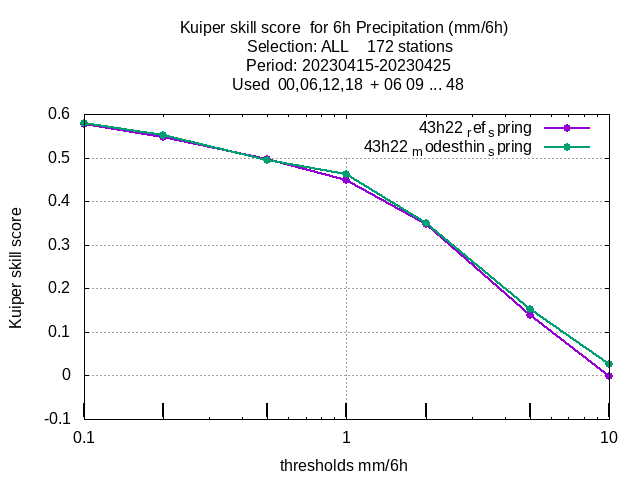 Kuiper skill score  for 6h Precipitation (mm/6h)
Selection: ALL    172 stations
Period: 20230415-20230425
Used  00,06,12,18  + 06 09 ... 48
43h22 ref spring
43h22 modesthin spring
Kuiper skill score
0.6
0.5
0.4
0.3
0.2
0.1
0
-0.1
0.1 1 10
thresholds mm/6h